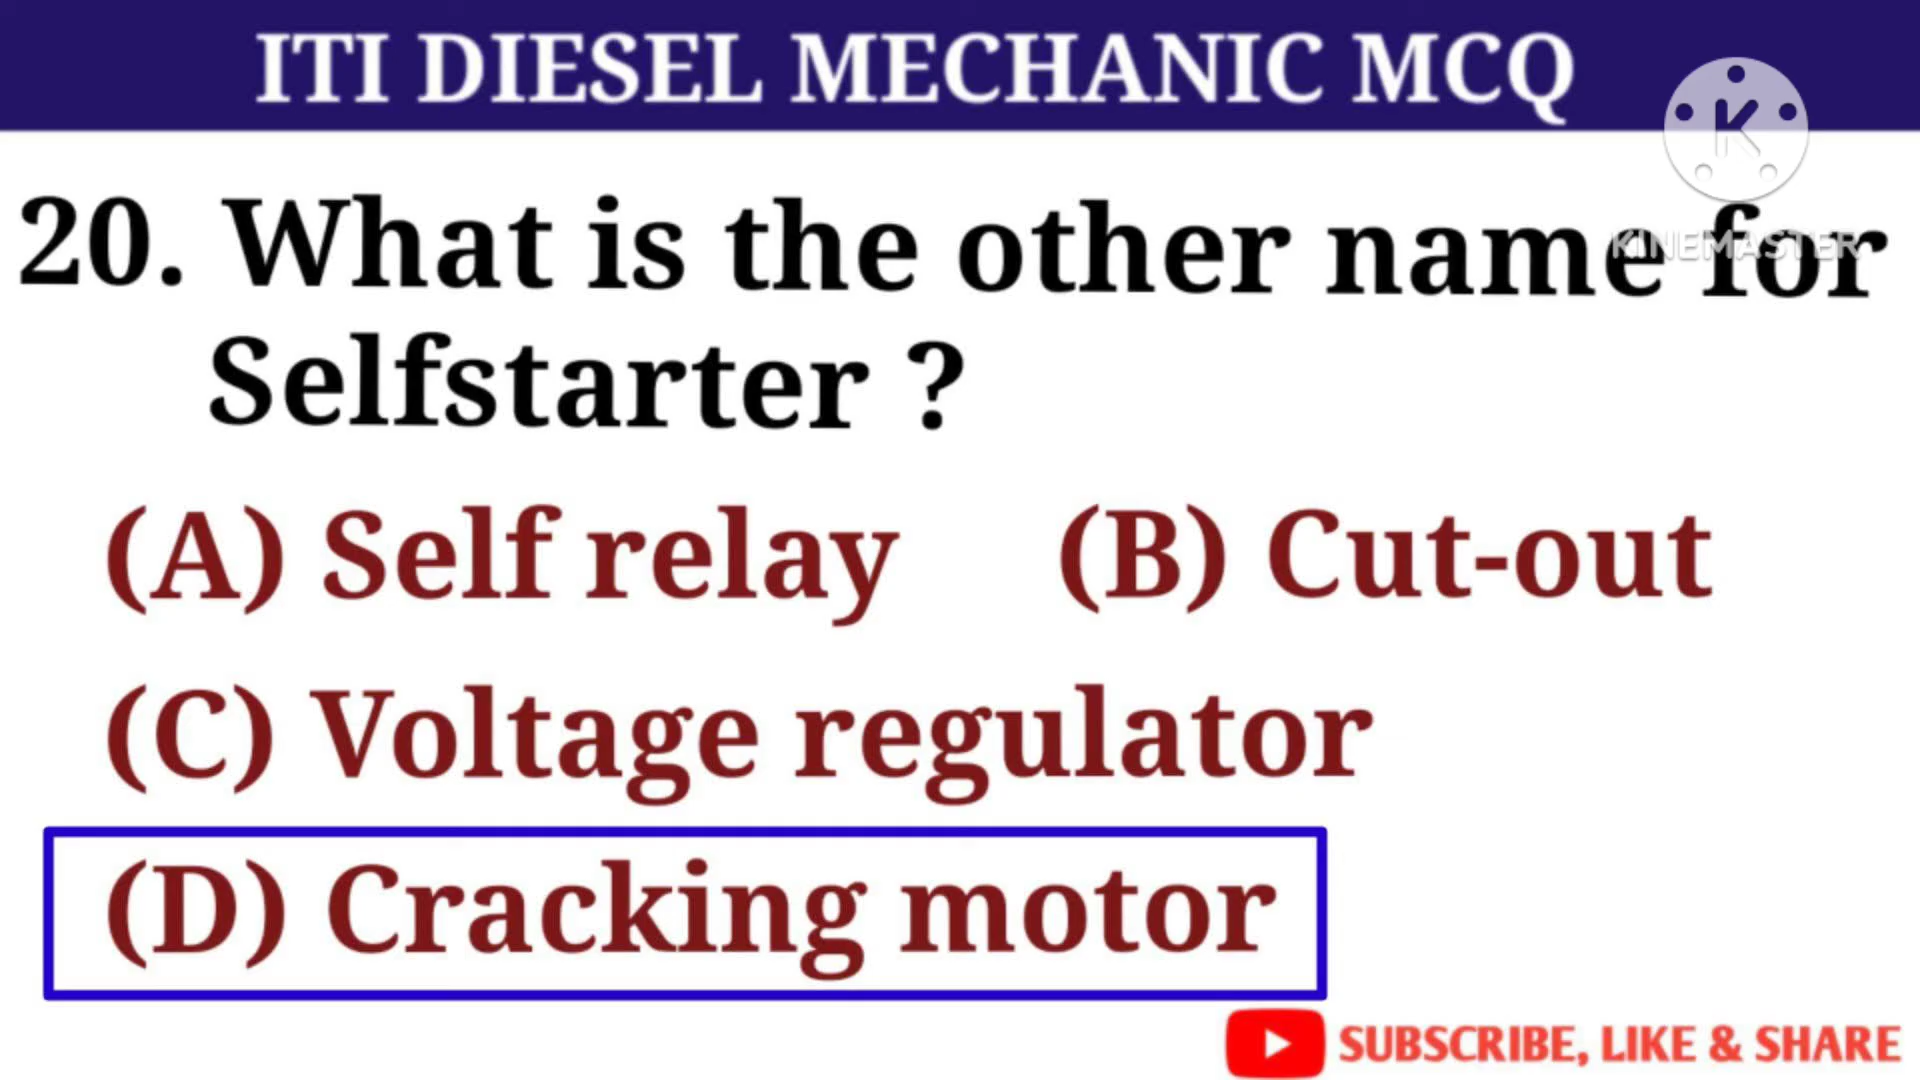 ITI DIESEL MECHANIC MCQ
K
KINEMASTER
20. What is the other name for
Selfstarter ?
(A) Self relay (B) Cut-out
(C) Voltage regulator
(D) Cracking motor
SUBSCRIBE, LIKE & SHARE